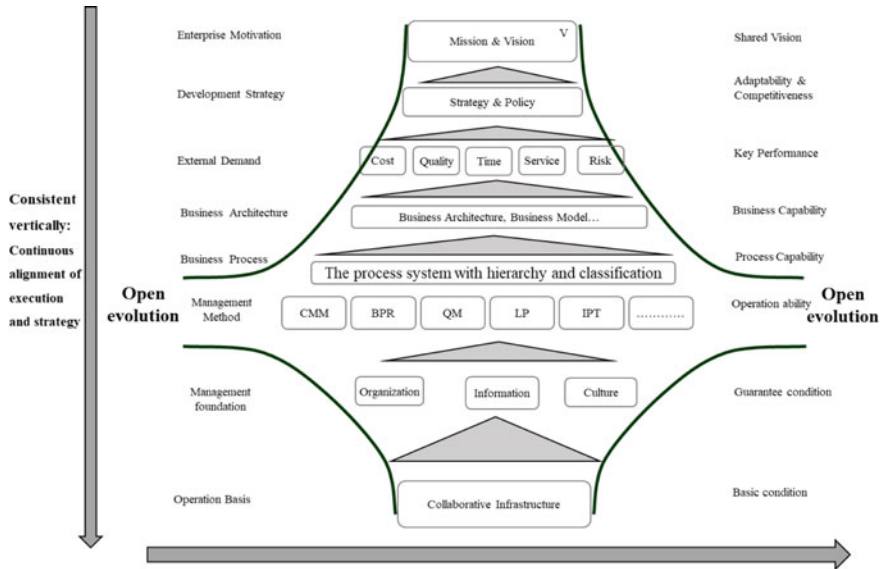 Enterprise Motivation
Mission & Vision
V
Shared Vision
Development Strategy
Strategy & Policy
Adaptability &
Competitiveness
External Demand
Cost
Quality
Time
Service
Risk
Key Performance
Consistent
vertically:
Continuous
alignment of
execution
and strategy
Business Architecture
Business Architecture, Business Model…
Business Capability
Business Process
The process system with hierarchy and classification
Process Capability
Open
evolution
Management
Method
CMM
BPR
QM
LP
IPT
…………
Operation ability
Open
evolution
Management
foundation
Organization
Information
Culture
Guarantee condition
Operation Basis
Collaborative Infrastructure
Basic condition